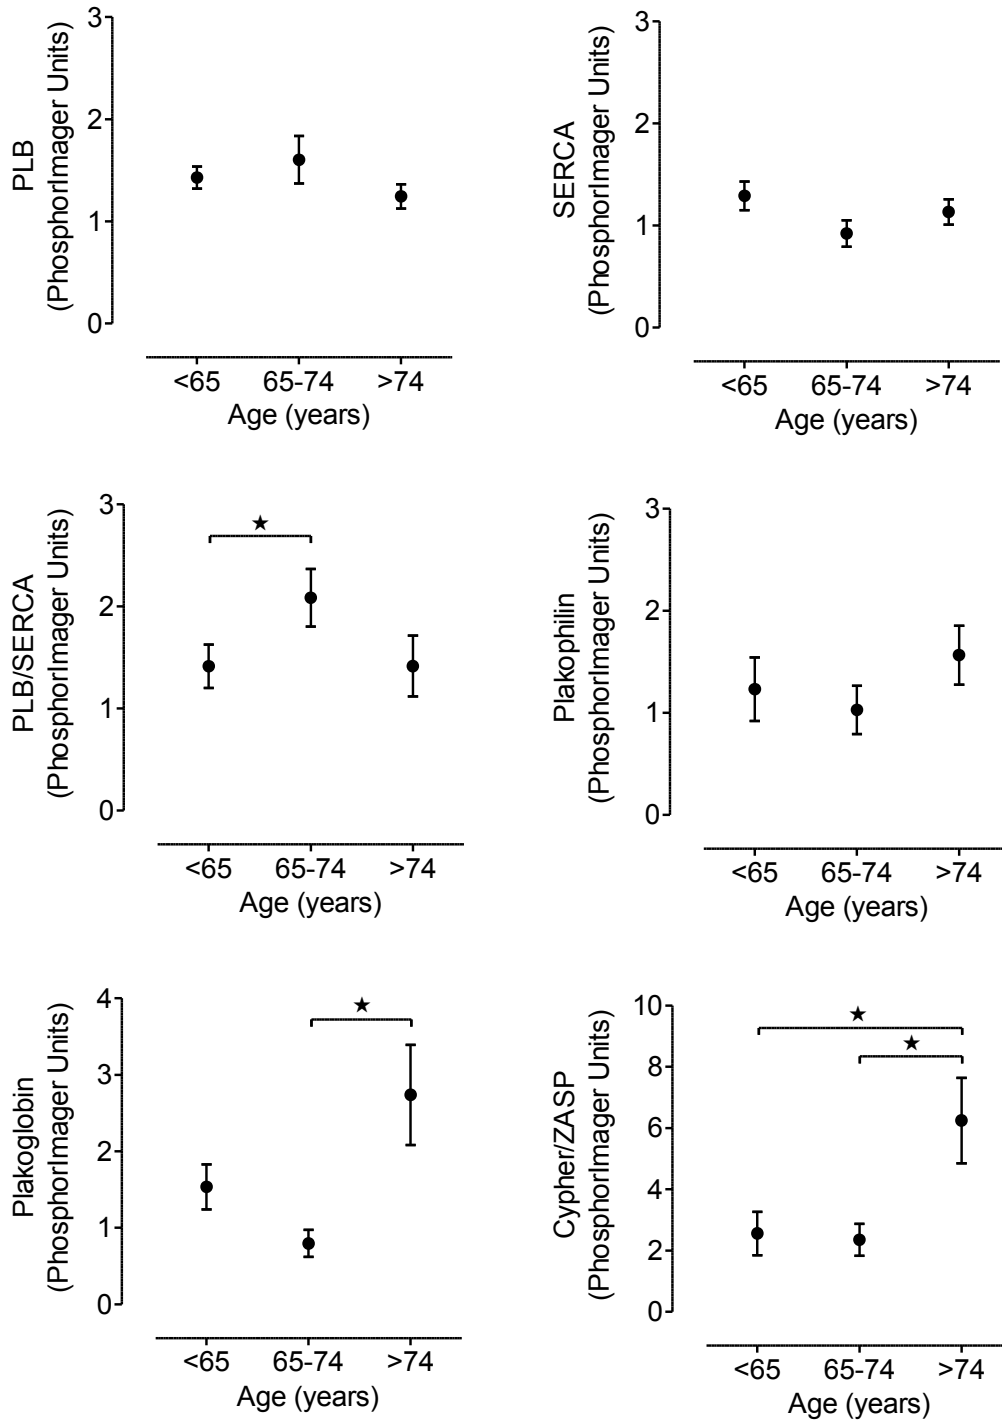 PLB
(PhosphorImager Units)
3
2
1
0
<65 65-74 >74
Age (years)
SERCA
(PhosphorImager Units)
3
2
1
0
<65 65-74 >74
Age (years)
PLB/SERCA
(PhosphorImager Units)
3
2
1
0
★
<65 65-74 >74
Age (years)
Plakophilin
(PhosphorImager Units)
3
2
1
0
<65 65-74 >74
Age (years)
Plakoglobin
(PhosphorImager Units)
4
3
2
1
0
★
<65 65-74 >74
Age (years)
Cypher/ZASP
(PhosphorImager Units)
10
8
6
4
2
0
★
★
<65 65-74 >74
Age (years)